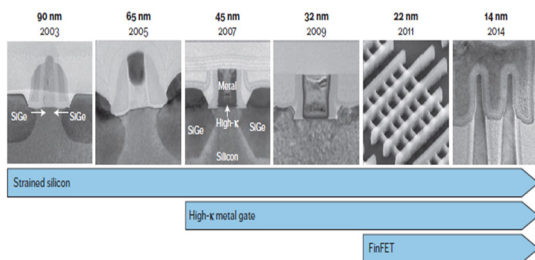 90 nm 65 nm 45 nm 32 nm 22 nm 14 nm
2003 2005 2007 2009 2011 2014
Metal
SiGe SiGe SiGe High-κ SiGe
Silicon
Strained silicon
High-κ metal gate
FinFET